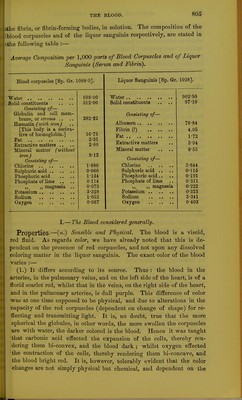 THE BLOOD. 805
the fibrin, or fibrin-forming bodies, in solution. The composition of the
blood corpuscles and of the liquor sanguinis respectively, are stated in
the following table :—
Average Composition per 1,000 parts of Blood Corpuscles and of Liquor
Sanguinis (Serum and Fibrin).
Blood corpuscles [Sp. Gr. 1088·5]. Liquor Sanguinis [Sp. Gr. 1028].
Water 688·00 Water 902·90
Solid constituents 312·00 Solid constituents 97·10
Consisting of— Consisting of—
Globulin and cell mem-
brane, or stroma 282·22 Albumen 78·84
Hæmatin ('with iron) Fibrin (?) 4·05
[This body is a deriva-
tive of hæmoglobin.] 16·75 Fat 1·72
Fat 2·31 Extractive matters 3·94
Extractive matters 2·60 Mineral matter 8·55
Mineral matter (without
iron) 8·12
Consisting of— Consisting of—
Chlorine 1·686 Chlorine 3·644
Sulphuric acid 0·066 Sulphuric acid 0·115
Phosphoric acid 1·134 Phosphoric acid 0·191
Phosphate of lime 0·114 Phosphate of lime 0·311
„ magnesia 0·073 „ magnesia 0·222
Potassium 3·328 Potassium 0·323
Sodium 1·052 Sodium 3·341
Oxygen 0·667 Oxygen 0·403
I.—The Blood considered generally.
Properties.—(a.) Sensible and Physical. The blood is a viscid,
red fluid. As regards color, we have already noted that this is de-
pendent on the presence of red corpuscles, and not upon any dissolved
coloring matter in the liquor sanguinis. The exact color of the blood
varies :—
(1.) It differs according to its source. Thus: the blood in the
arteries, in the pulmonary veins, and on the left side of the heart, is of a
florid scarlet red, whilst that in the veins, on the right side of the heart,
and in the pulmonary arteries, is dull purple. This difference of color
was at one time supposed to be physical, and due to alterations in the
capacity of the red corpuscles (dependent on change of shape) for re-
flecting and transmitting light. It is, no doubt, true that the more
spherical the globules, in other words, the more swollen the corpuscles
are with water, the darker colored is the blood. Hence it was taught
that carbonic acid effected the expansion of the cells, thereby ren-
dering them bi-convex, and the blood dark; whilst oxygen effected
the contraction of the cells, thereby rendering them bi-concave, and
the blood bright red. It is, however, tolerably evident that the color
changes are not simply physical but chemical, and dependent on the